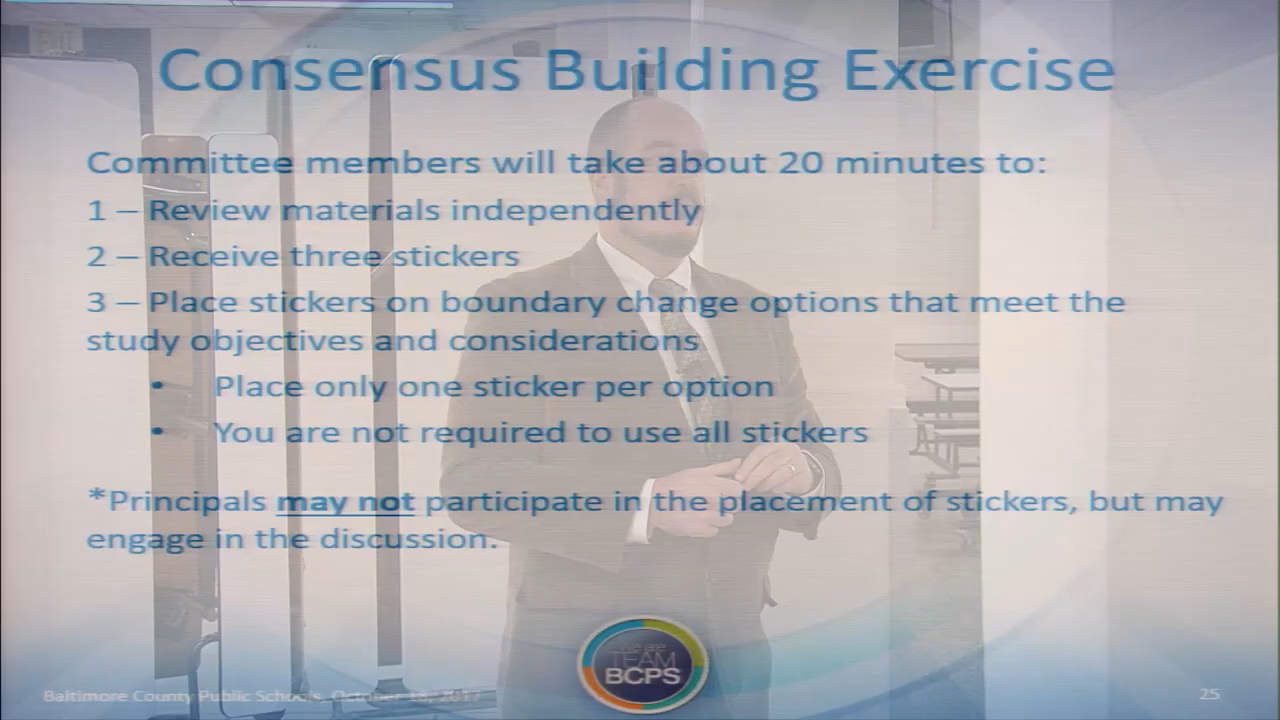 Consensus Building Exercise
Committee members will take about 20 minutes to:
1 – Review materials independently
2 – Receive three stickers
3 – Place stickers on boundary change options that meet the
study objectives and considerations
• Place only one sticker per option
• You are not required to use all stickers
*Principals may not participate in the placement of stickers, but may
engage in the discussion.
We are
TEAM
BCPS
Baltimore County Public Schools, October 2017
25